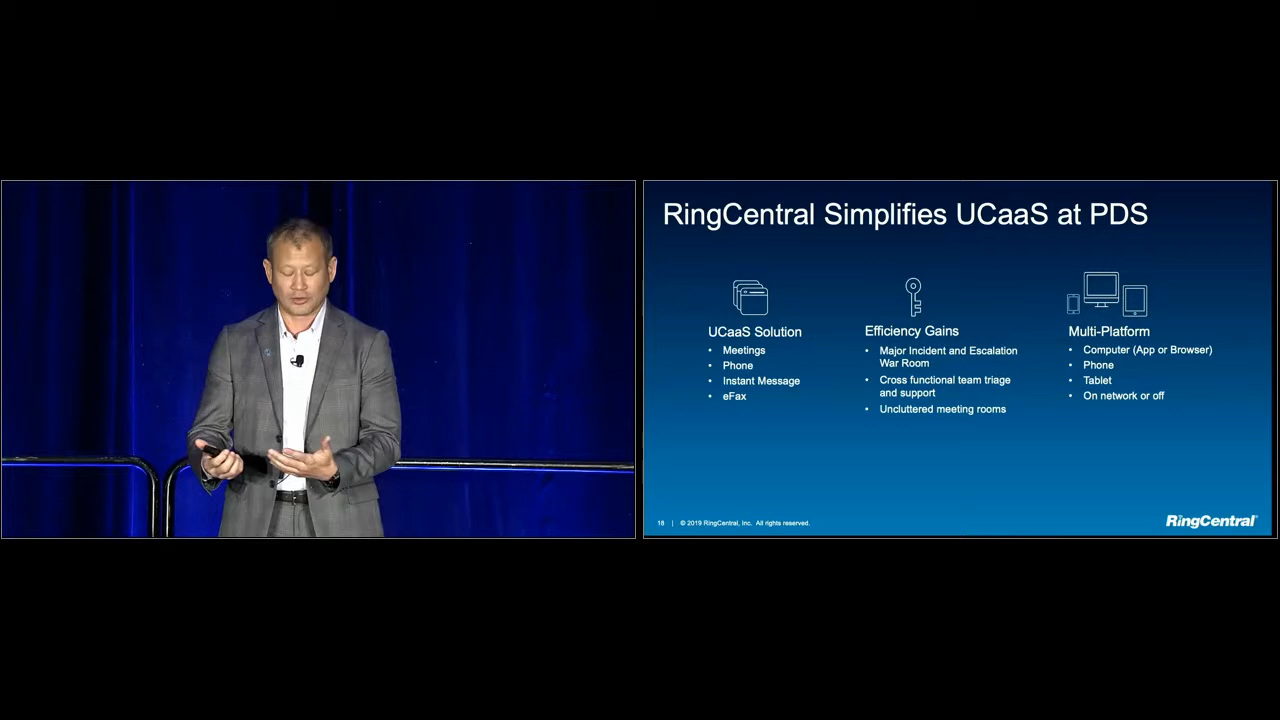 RingCentral Simplifies UCaaS at PDS
UCaaS Solution
• Meetings
• Phone
• Instant Message
• eFax
Efficiency Gains
• Major Incident and Escalation
War Room
• Cross functional team triage
and support
• Uncluttered meeting rooms
Multi-Platform
• Computer (App or Browser)
• Phone
• Tablet
• On network or off
18 | © 2019 RingCentral, Inc. All rights reserved.
RingCentral®